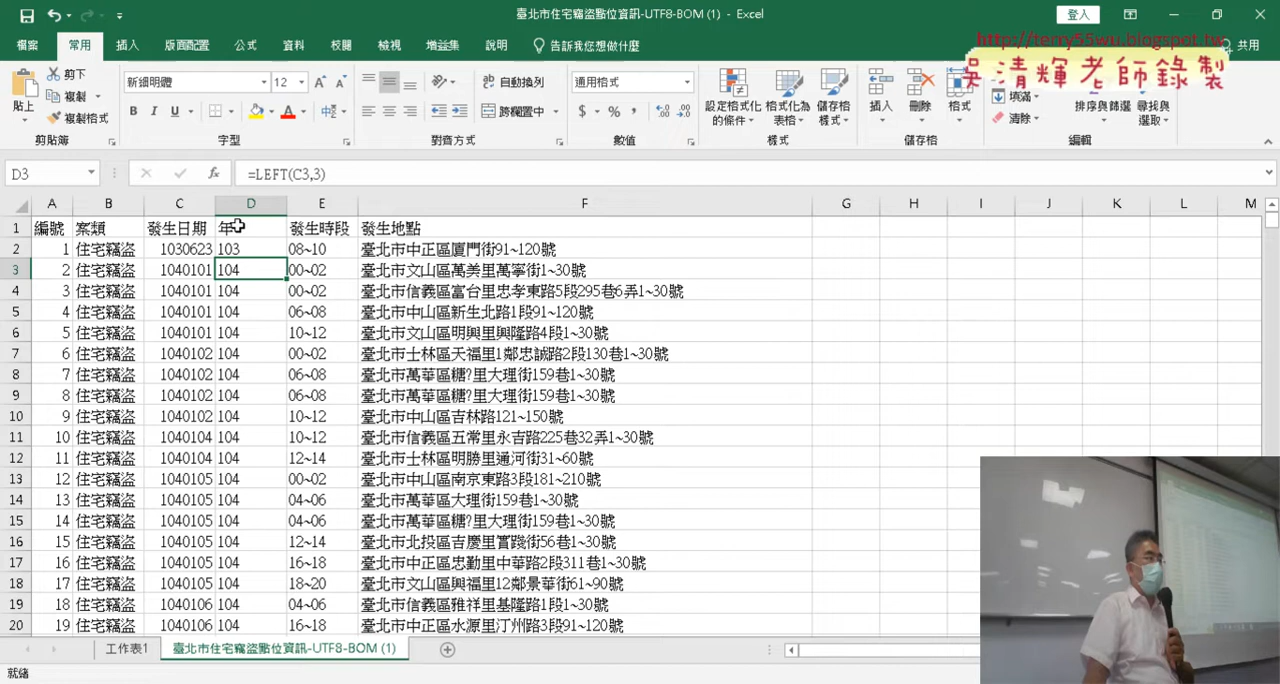 臺北市住宅竊盜點位資訊-UTF8-BOM (1) - Excel
登入
檔案 常用 插入 版面配置 公式 資料 校閱 檢視 增益集 說明 告訴我您想做什麼 共用
http://terry55wu.blogspot.tw
吳清輝老師錄製
貼上 剪下 複製 複製格式 剪貼簿
新細明體 12 B I U 字型
自動換列 跨欄置中 對齊方式
通用格式 $ % 數值
設定格式化的條件 格式化為表格 儲存格樣式 樣式
插入 刪除 格式 儲存格
填滿 清除 排序與篩選 尋找與選取 編輯
D3 fx =LEFT(C3,3)
A B C D E F G H I J K L M
1 編號 案類 發生日期 年 發生時段 發生地點
2 1 住宅竊盜 1030623 103 08~10 臺北市中正區廈門街91~120號
3 2 住宅竊盜 1040101 104 00~02 臺北市文山區萬美里萬寧街1~30號
4 3 住宅竊盜 1040101 104 00~02 臺北市信義區富台里忠孝東路5段295巷6弄1~30號
5 4 住宅竊盜 1040101 104 06~08 臺北市中山區新生北路1段91~120號
6 5 住宅竊盜 1040101 104 10~12 臺北市文山區明興里興隆路4段1~30號
7 6 住宅竊盜 1040102 104 00~02 臺北市士林區天福里1鄰忠誠路2段130巷1~30號
8 7 住宅竊盜 1040102 104 06~08 臺北市萬華區糖?里大理街159巷1~30號
9 8 住宅竊盜 1040102 104 06~08 臺北市萬華區糖?里大理街159巷1~30號
10 9 住宅竊盜 1040102 104 10~12 臺北市中山區吉林路121~150號
11 10 住宅竊盜 1040104 104 10~12 臺北市信義區五常里永吉路225巷32弄1~30號
12 11 住宅竊盜 1040104 104 12~14 臺北市士林區明勝里通河街31~60號
13 12 住宅竊盜 1040105 104 00~02 臺北市中山區南京東路3段181~210號
14 13 住宅竊盜 1040105 104 04~06 臺北市萬華區大理街159巷1~30號
15 14 住宅竊盜 1040105 104 04~06 臺北市萬華區糖?里大理街159巷1~30號
16 15 住宅竊盜 1040105 104 12~14 臺北市北投區吉慶里實踐街56巷1~30號
17 16 住宅竊盜 1040105 104 16~18 臺北市中正區忠勤里中華路2段311巷1~30號
18 17 住宅竊盜 1040105 104 18~20 臺北市文山區興福里12鄰景華街61~90號
19 18 住宅竊盜 1040106 104 04~06 臺北市信義區雅祥里基隆路1段1~30號
20 19 住宅竊盜 1040106 104 16~18 臺北市中正區水源里汀州路3段91~120號
工作表1 臺北市住宅竊盜點位資訊-UTF8-BOM (1)
就緒